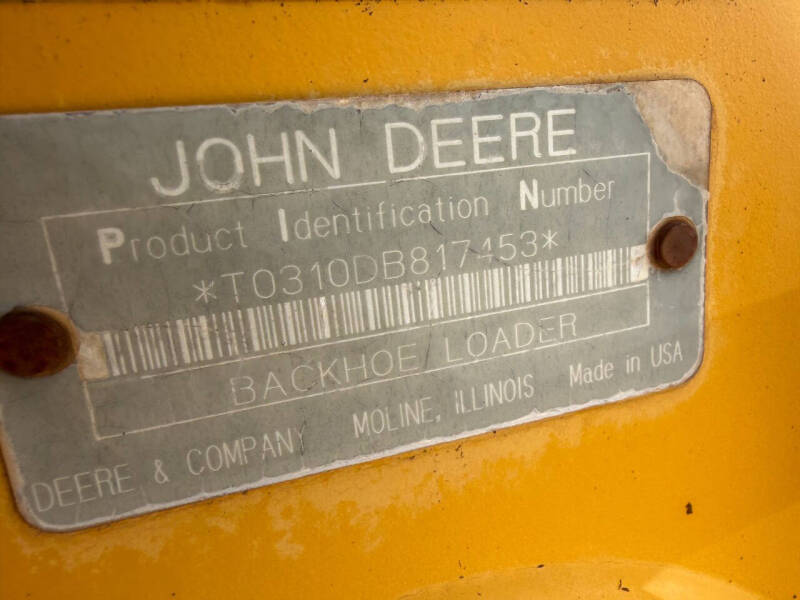 JOHN DEERE
Product Identification Number
*T0310DB817453*
BACKHOE LOADER
DEERE & COMPANY MOLINE, ILLINOIS Made in USA